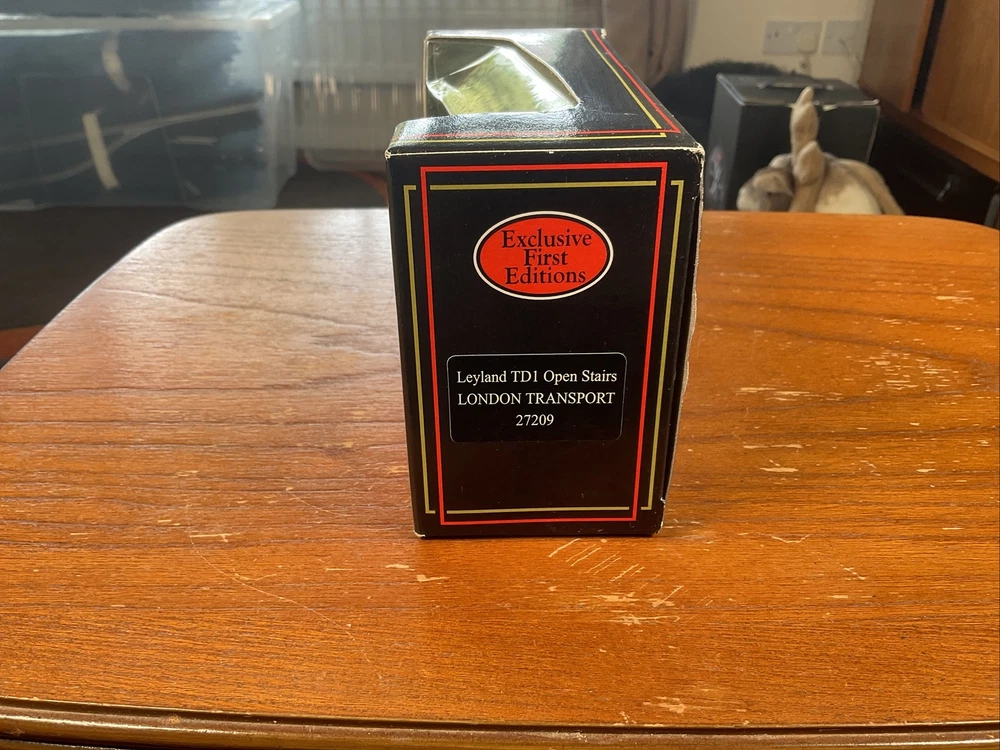 Exclusive
First
Editions
Leyland TD1 Open Stairs
LONDON TRANSPORT
27209